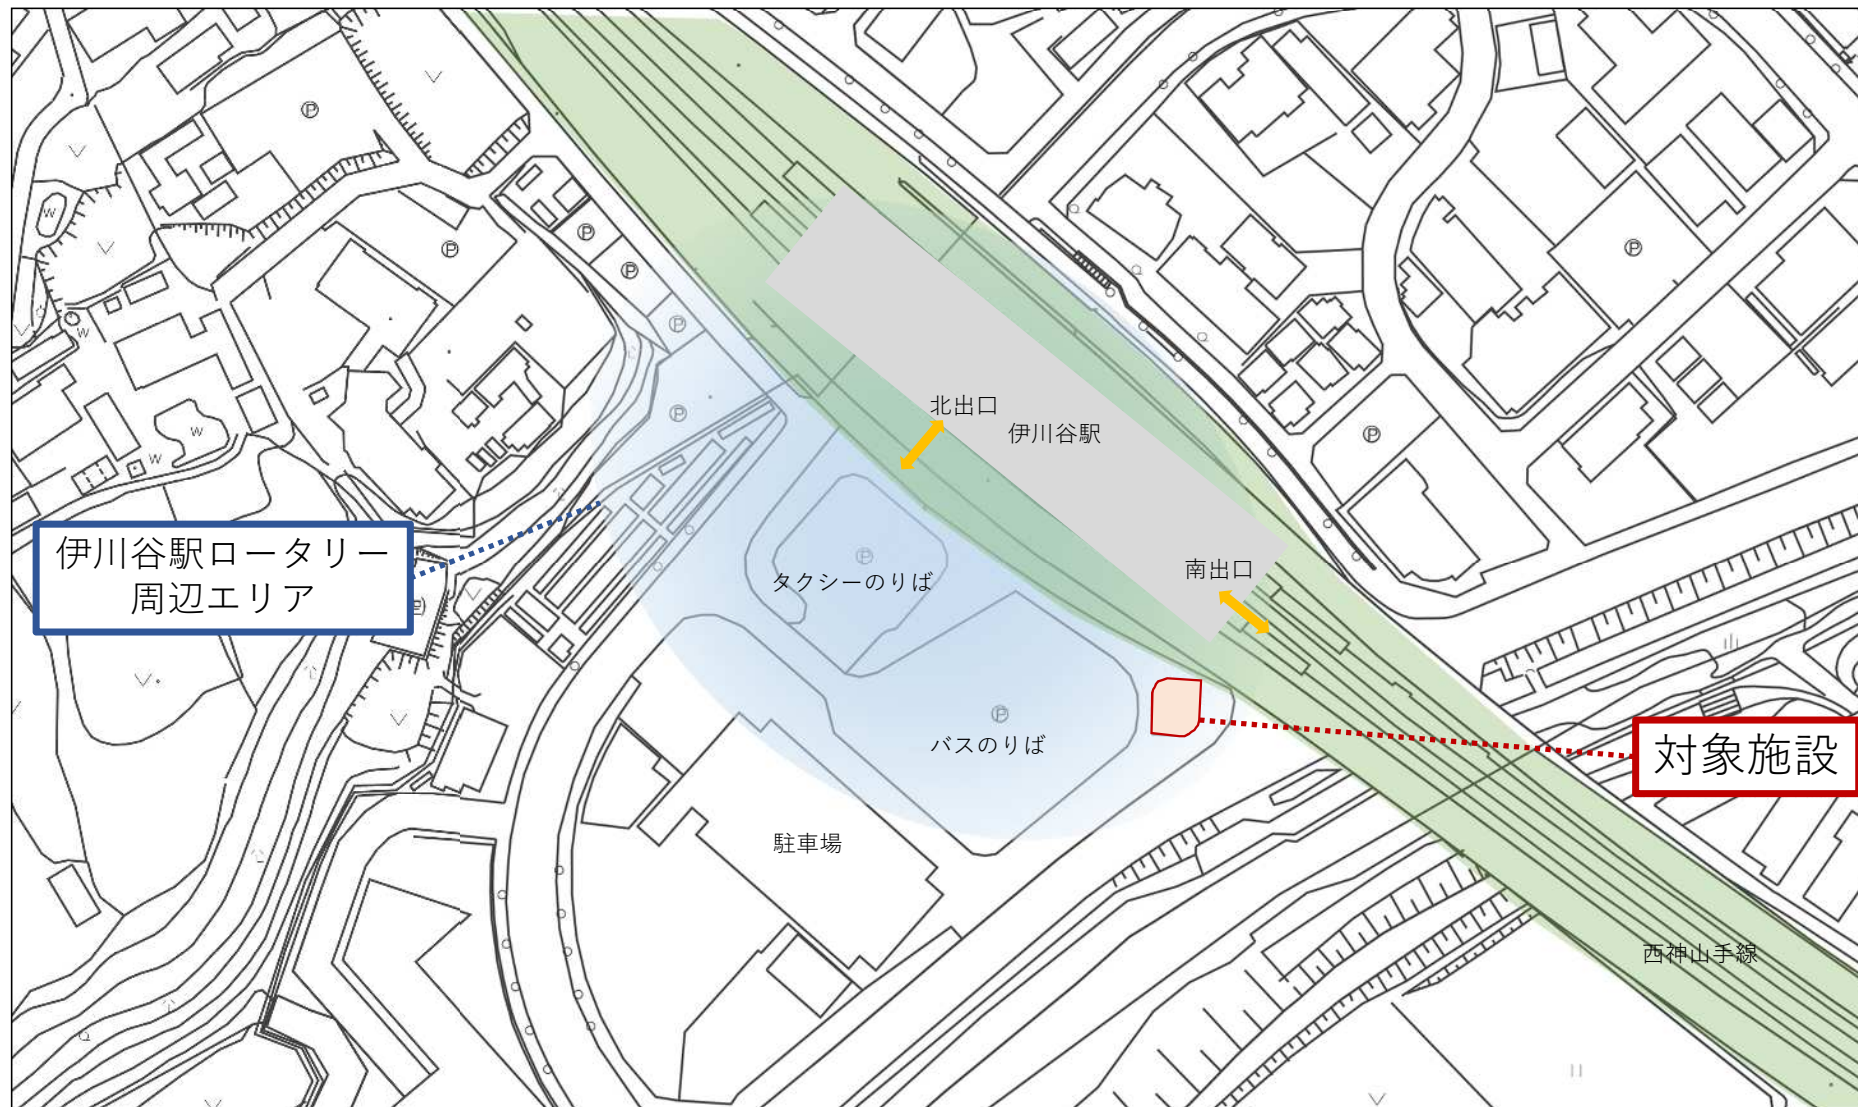 北出口
伊川谷駅
伊川谷駅ロータリー
周辺エリア
タクシーのりば
南出口
バスのりば
対象施設
駐車場
西神山手線